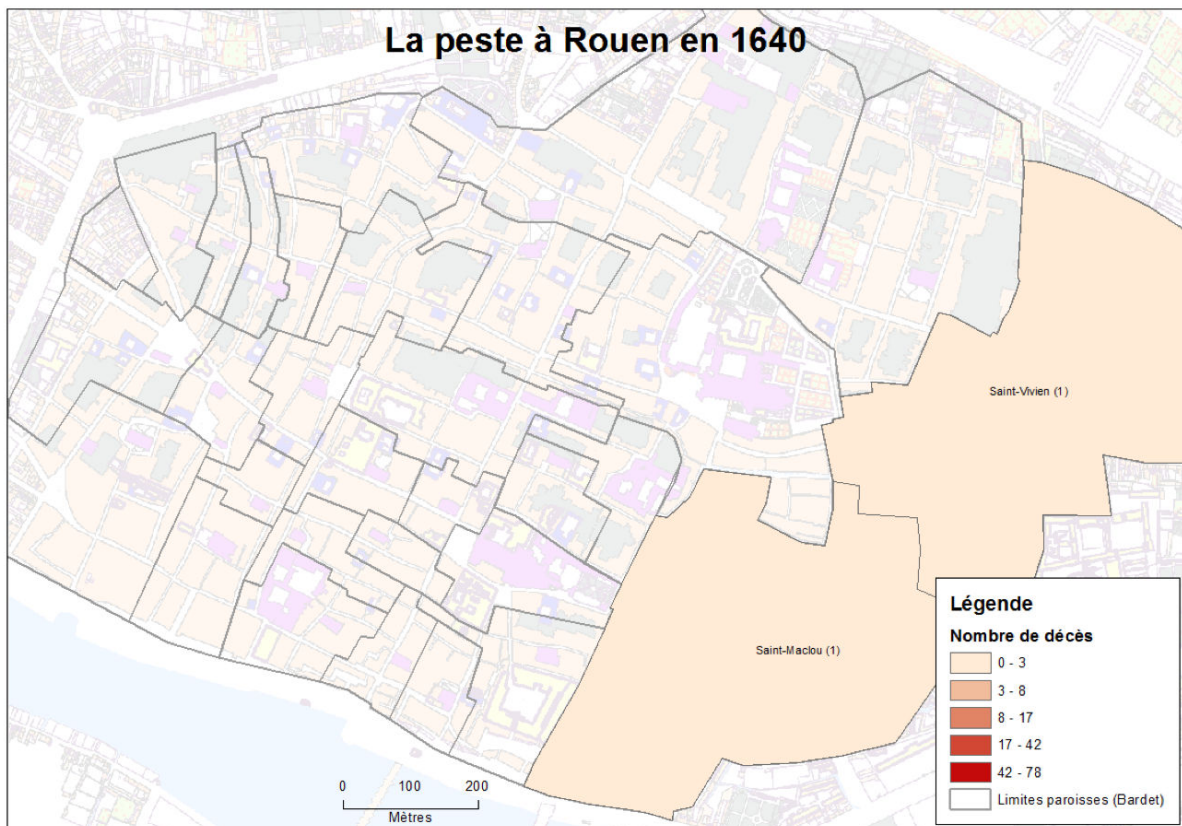 La peste à Rouen en 1640
Saint-Vivien (1)
Saint-Maclou (1)
Légende
Nombre de décès
0 - 3
3 - 8
8 - 17
17 - 42
42 - 78
Limites paroisses (Bardet)
0 100 200
Mètres